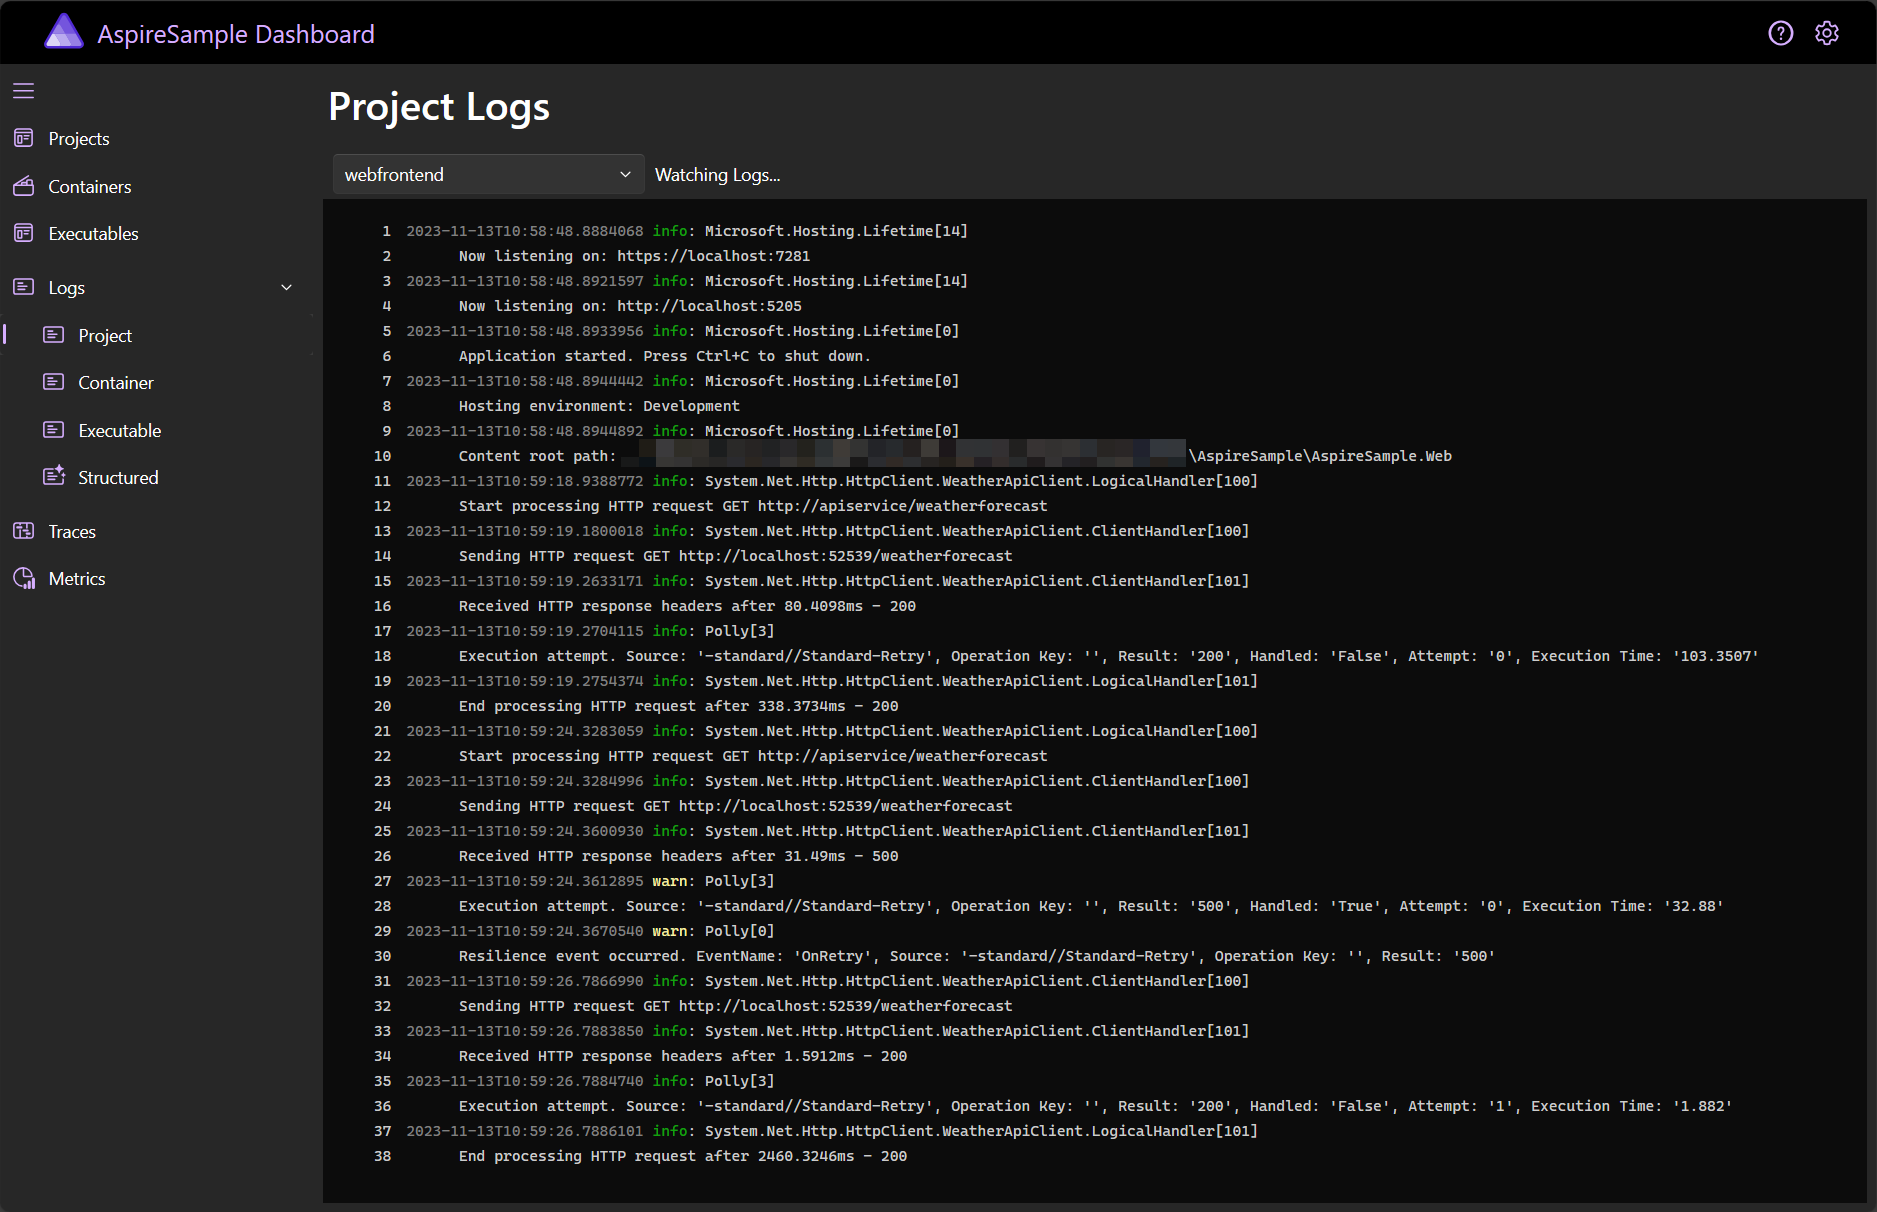 AspireSample Dashboard
Projects
Containers
Executables
Logs
Project
Container
Executable
Structured
Traces
Metrics
Project Logs
webfrontend Watching Logs...
1 2023-11-13T10:58:48.8884068 info: Microsoft.Hosting.Lifetime[14]
2 Now listening on: https://localhost:7281
3 2023-11-13T10:58:48.8921597 info: Microsoft.Hosting.Lifetime[14]
4 Now listening on: http://localhost:5205
5 2023-11-13T10:58:48.8933956 info: Microsoft.Hosting.Lifetime[0]
6 Application started. Press Ctrl+C to shut down.
7 2023-11-13T10:58:48.8944442 info: Microsoft.Hosting.Lifetime[0]
8 Hosting environment: Development
9 2023-11-13T10:58:48.8944892 info: Microsoft.Hosting.Lifetime[0]
10 Content root path: \AspireSample\AspireSample.Web
11 2023-11-13T10:59:18.9388772 info: System.Net.Http.HttpClient.WeatherApiClient.LogicalHandler[100]
12 Start processing HTTP request GET http://apiservice/weatherforecast
13 2023-11-13T10:59:19.1800018 info: System.Net.Http.HttpClient.WeatherApiClient.ClientHandler[100]
14 Sending HTTP request GET http://localhost:52539/weatherforecast
15 2023-11-13T10:59:19.2633171 info: System.Net.Http.HttpClient.WeatherApiClient.ClientHandler[101]
16 Received HTTP response headers after 80.4098ms - 200
17 2023-11-13T10:59:19.2704115 info: Polly[3]
18 Execution attempt. Source: '-standard//Standard-Retry', Operation Key: '', Result: '200', Handled: 'False', Attempt: '0', Execution Time: '103.3507'
19 2023-11-13T10:59:19.2754374 info: System.Net.Http.HttpClient.WeatherApiClient.LogicalHandler[101]
20 End processing HTTP request after 338.3734ms - 200
21 2023-11-13T10:59:24.3283059 info: System.Net.Http.HttpClient.WeatherApiClient.LogicalHandler[100]
22 Start processing HTTP request GET http://apiservice/weatherforecast
23 2023-11-13T10:59:24.3284996 info: System.Net.Http.HttpClient.WeatherApiClient.ClientHandler[100]
24 Sending HTTP request GET http://localhost:52539/weatherforecast
25 2023-11-13T10:59:24.3600930 info: System.Net.Http.HttpClient.WeatherApiClient.ClientHandler[101]
26 Received HTTP response headers after 31.49ms - 500
27 2023-11-13T10:59:24.3612895 warn: Polly[3]
28 Execution attempt. Source: '-standard//Standard-Retry', Operation Key: '', Result: '500', Handled: 'True', Attempt: '0', Execution Time: '32.88'
29 2023-11-13T10:59:24.3670540 warn: Polly[0]
30 Resilience event occurred. EventName: 'OnRetry', Source: '-standard//Standard-Retry', Operation Key: '', Result: '500'
31 2023-11-13T10:59:26.7866990 info: System.Net.Http.HttpClient.WeatherApiClient.ClientHandler[100]
32 Sending HTTP request GET http://localhost:52539/weatherforecast
33 2023-11-13T10:59:26.7883850 info: System.Net.Http.HttpClient.WeatherApiClient.ClientHandler[101]
34 Received HTTP response headers after 1.5912ms - 200
35 2023-11-13T10:59:26.7884740 info: Polly[3]
36 Execution attempt. Source: '-standard//Standard-Retry', Operation Key: '', Result: '200', Handled: 'False', Attempt: '1', Execution Time: '1.882'
37 2023-11-13T10:59:26.7886101 info: System.Net.Http.HttpClient.WeatherApiClient.LogicalHandler[101]
38 End processing HTTP request after 2460.3246ms - 200